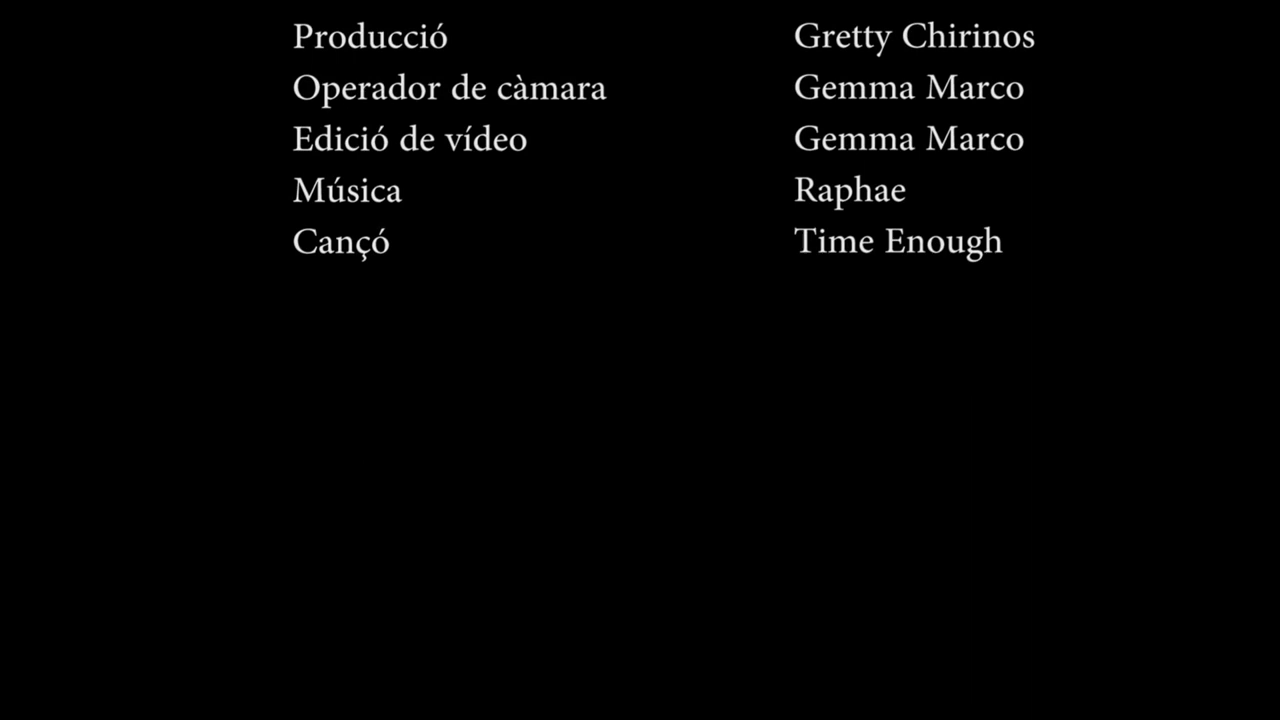 Producció Gretty Chirinos
Operador de càmara Gemma Marco
Edició de vídeo Gemma Marco
Música Raphae
Cançó Time Enough